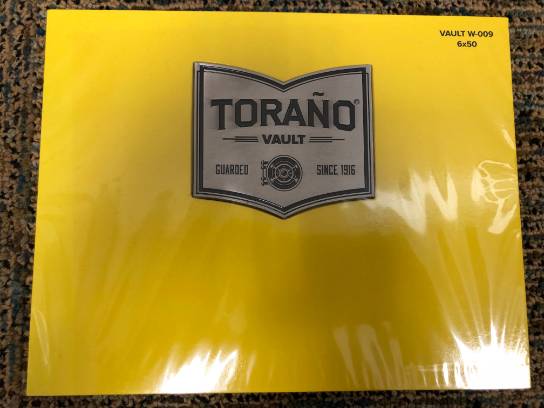 VAULT W-009
6x50
TORAÑO®
VAULT
GUARDED SINCE 1916